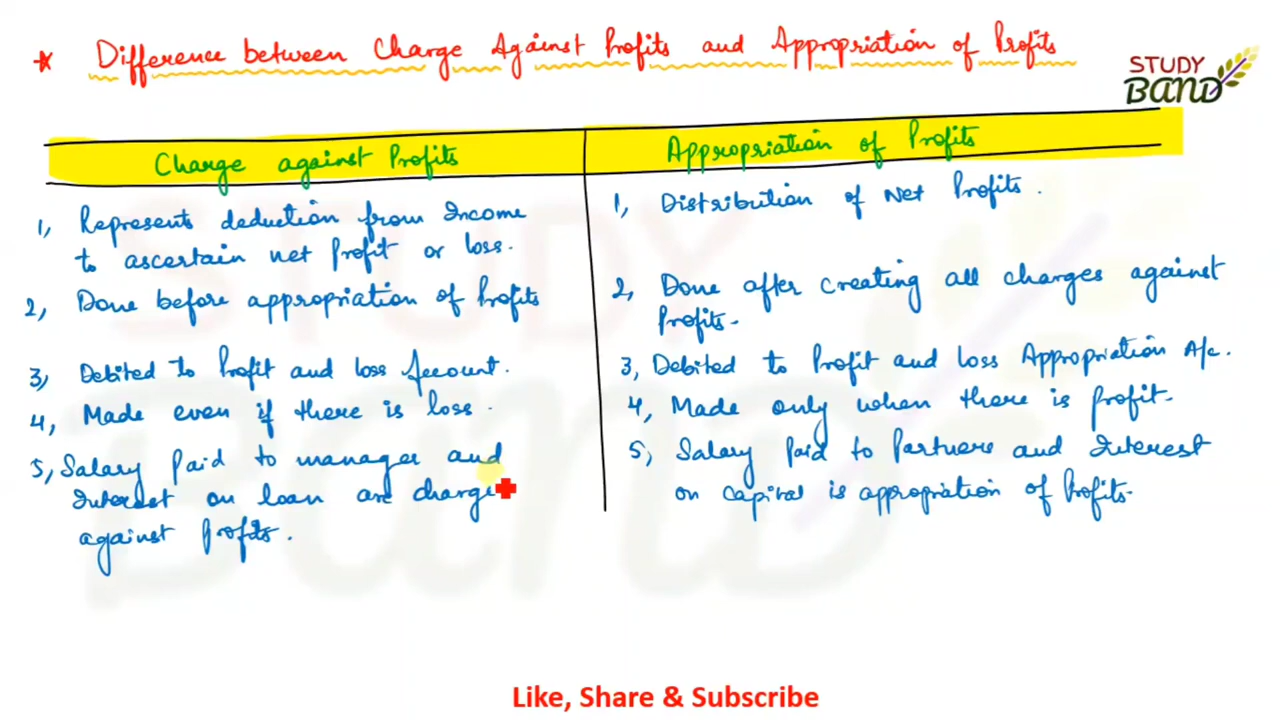 * Difference between Charge Against Profits and Appropriation of Profits
STUDY
BAND
Charge against Profits
Appropriation of Profits
1, Represents deduction from Income
to ascertain net Profit or loss.
2, Done before appropriation of Profits
3, Debited to Profit and loss Account.
4, Made even if there is loss.
5, Salary paid to manager and
Interest on loan are charge
against Profits.
1, Distribution of Net Profits.
2, Done after creating all charges against
Profits.
3, Debited to Profit and loss Appropriation A/c.
4, Made only when there is profit.
5, Salary paid to Partners and Interest
on capital is appropriation of Profits.
STUDY
BAND
Like, Share & Subscribe